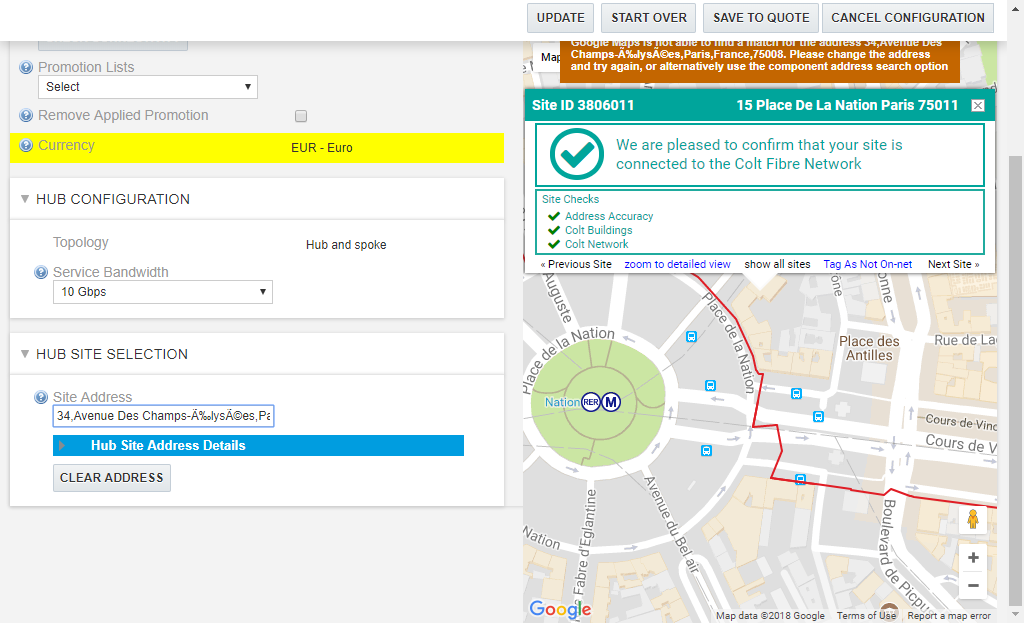 UPDATE
START OVER
SAVE TO QUOTE
CANCEL CONFIGURATION
Promotion Lists
Select
Remove Applied Promotion
Currency
EUR - Euro
HUB CONFIGURATION
Topology
Hub and spoke
Service Bandwidth
10 Gbps
HUB SITE SELECTION
Site Address
34,Avenue Des Champs-Ä‰lysÃ©es,Pa
Hub Site Address Details
CLEAR ADDRESS
Map
Google Maps is not able to find a match for the address 34,Avenue Des
Champs-Ä‰lysÃ©es,Paris,France,75008. Please change the address
and try again, or alternatively use the component address search option
Site ID 3806011
15 Place De La Nation Paris 75011
We are pleased to confirm that your site is
connected to the Colt Fibre Network
Site Checks
Address Accuracy
Colt Buildings
Colt Network
« Previous Site
zoom to detailed view
show all sites
Tag As Not On-net
Next Site »
Auguste
Place de la Nation
Place de la Nation
Place des
Antilles
Rue de La
Nation
RER
M
Cours de Vinc
Cours de V
Avenue du Bel air
Fabre d'Eglantine
Nation
Boulevard de Picpu
Google
Map data ©2018 Google
Terms of Use
Report a map error